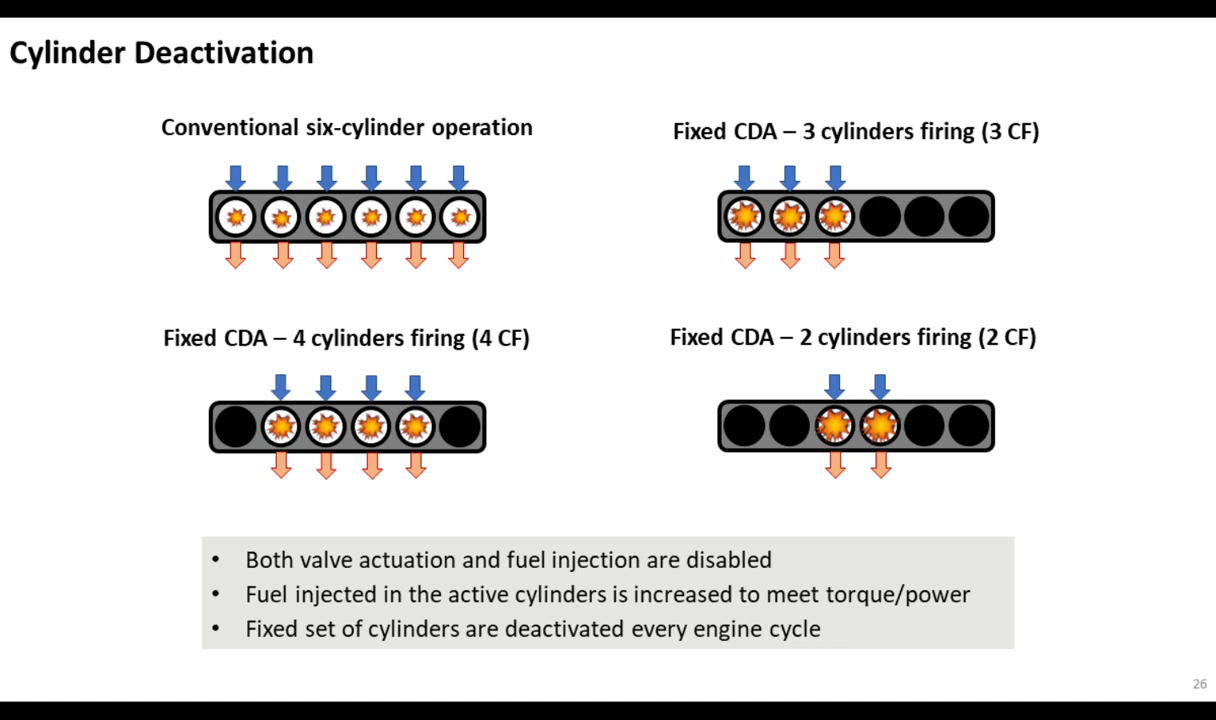 Cylinder Deactivation
Conventional six-cylinder operation
Fixed CDA – 3 cylinders firing (3 CF)
Fixed CDA – 4 cylinders firing (4 CF)
Fixed CDA – 2 cylinders firing (2 CF)
• Both valve actuation and fuel injection are disabled
• Fuel injected in the active cylinders is increased to meet torque/power
• Fixed set of cylinders are deactivated every engine cycle
26